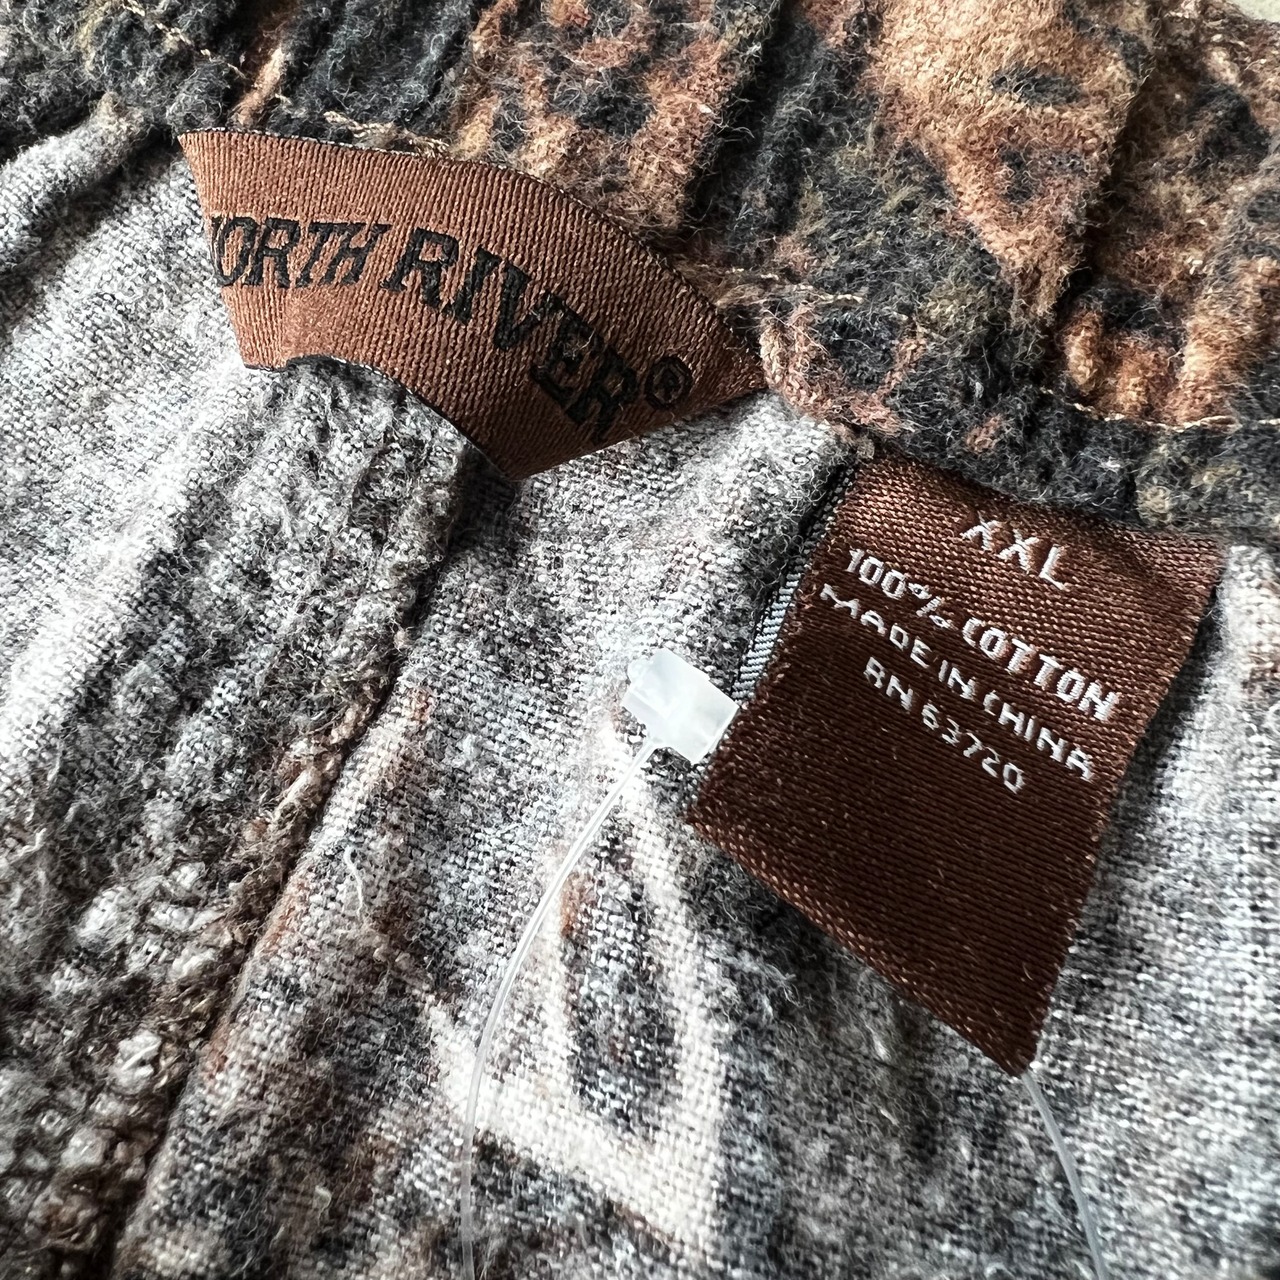 NORTH RIVER®
XXL
100% COTTON
MADE IN CHINA
RN 63720